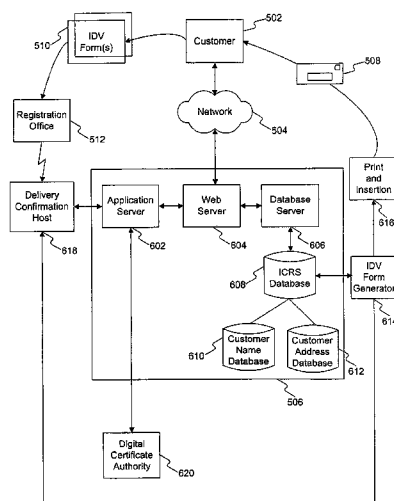 510
IDV
Form(s)
Customer
502
508
Network
504
Registration
Office
512
Delivery
Confirmation
Host
618
Application
Server
602
Web
Server
604
Database
Server
606
Print
and
Insertion
616
608
ICRS
Database
IDV
Form
Generator
614
610
Customer
Name
Database
Customer
Address
Database
612
506
Digital
Certificate
Authority
620